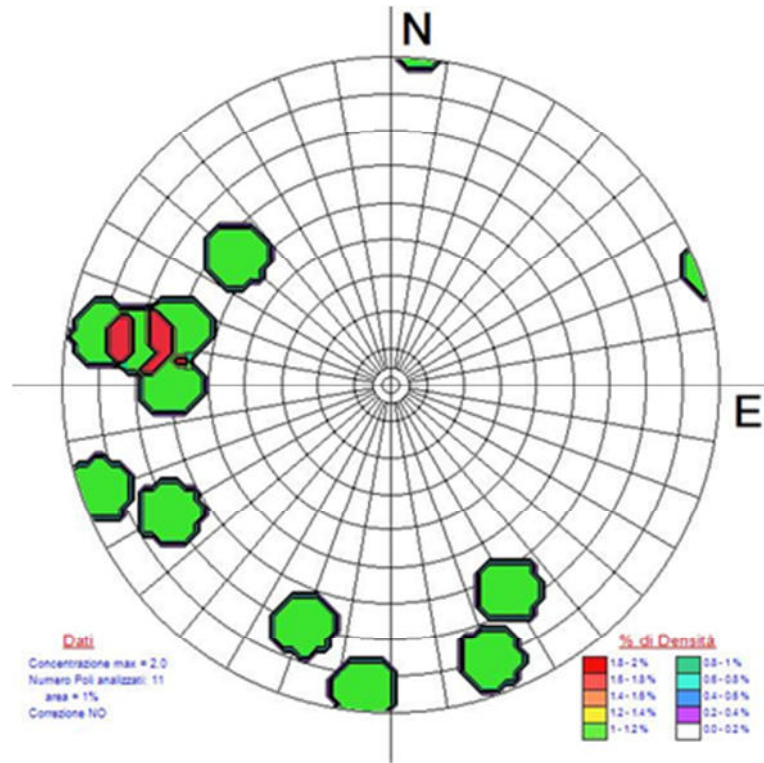 N
E
Dati
Concentrazione max = 2.0
Numero Poli analizzati: 11
area = 1%
Correzione NO
% di Densità
1.8 - 2 %
1.6 - 1.8 %
1.4 - 1.6 %
1.2 - 1.4 %
1 - 1.2 %
0.8 - 1 %
0.6 - 0.8 %
0.4 - 0.6 %
0.2 - 0.4 %
0.0 - 0.2 %